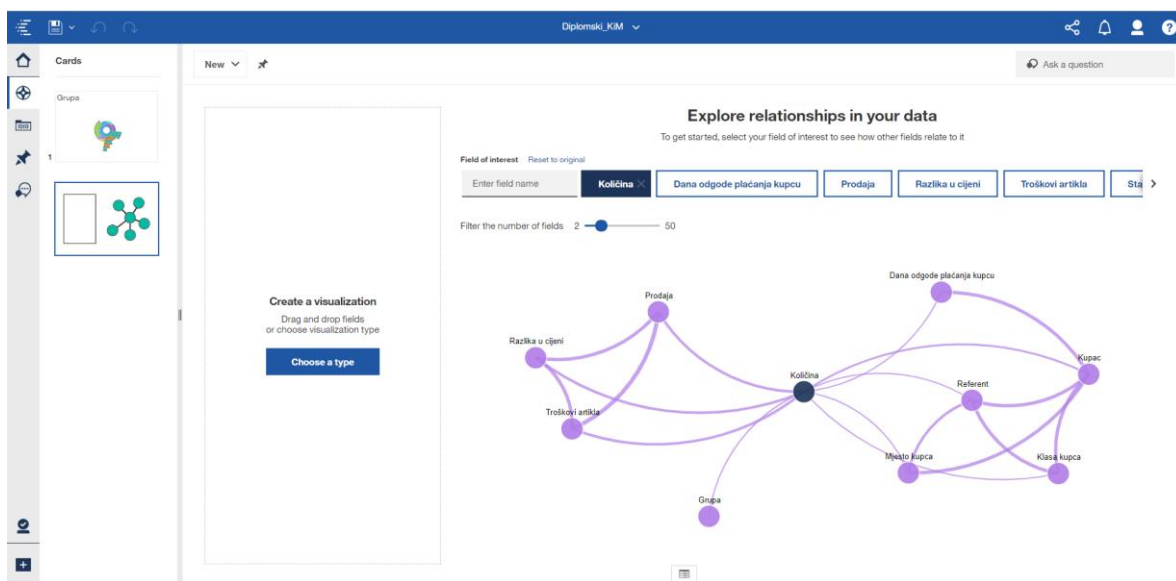 Diplomski_KiM
Cards
New
Ask a question
Grupa
1
Explore relationships in your data
To get started, select your field of interest to see how other fields relate to it
Field of interest Reset to original
Enter field name
Količina
Dana odgode plaćanja kupcu
Prodaja
Razlika u cijeni
Troškovi artikla
Sta
Filter the number of fields 2 50
Create a visualization
Drag and drop fields
or choose visualization type
Choose a type
Dana odgode plaćanja kupcu
Prodaja
Razlika u cijeni
Kupac
Količina
Referent
Troškovi artikla
Mjesto kupca
Klasa kupca
Grupa